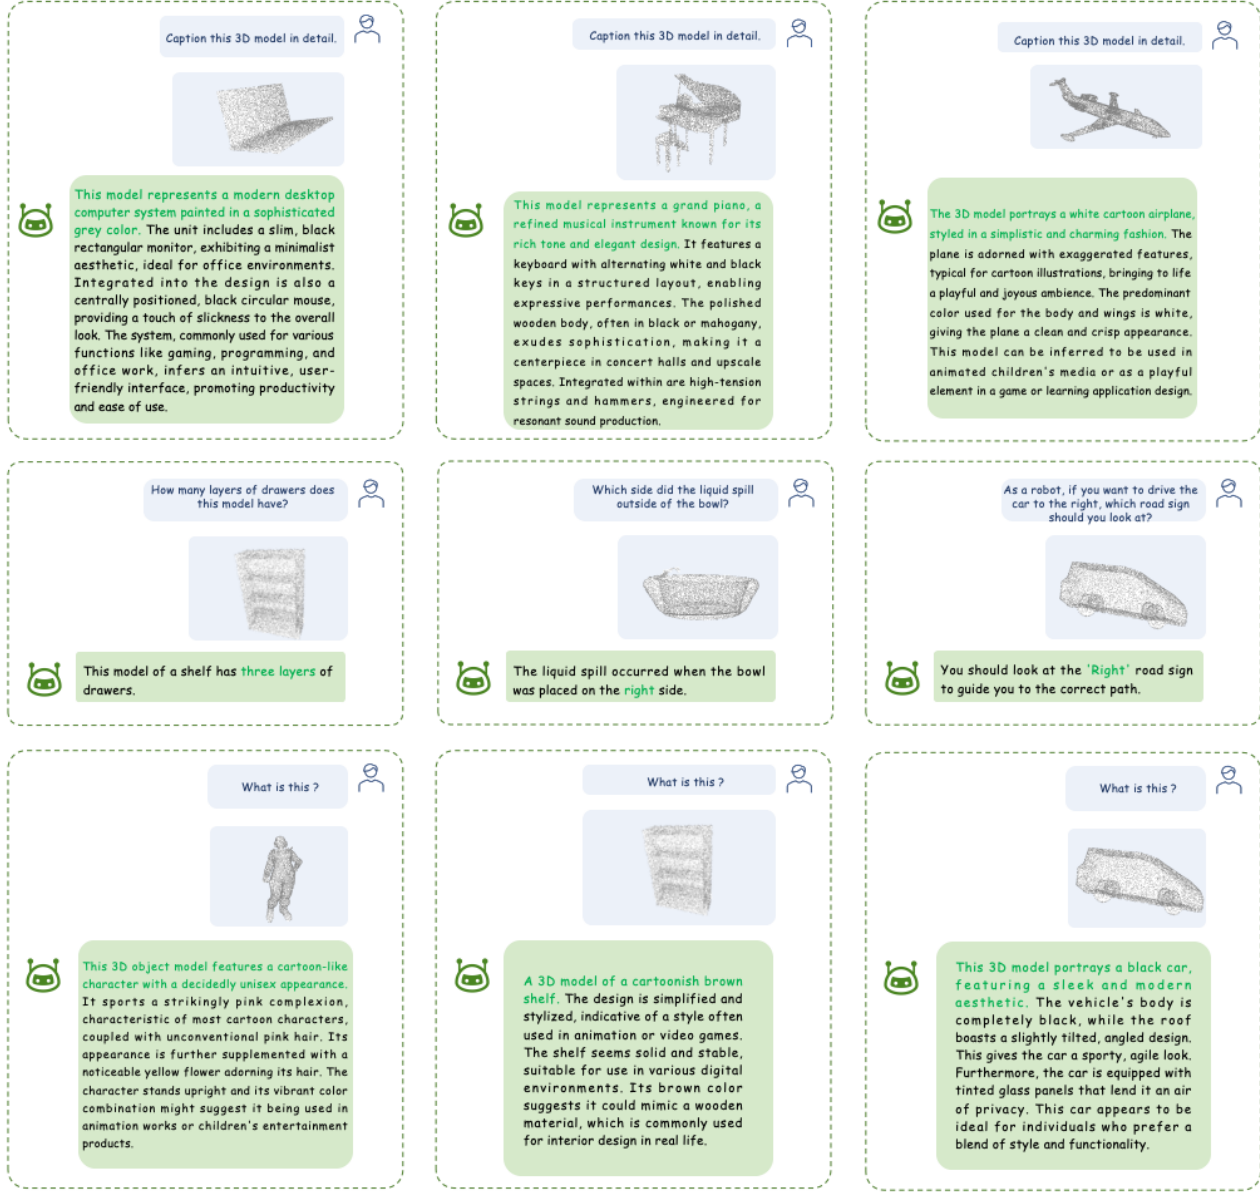 Caption this 3D model in detail.
This model represents a modern desktop
computer system painted in a sophisticated
grey color. The unit includes a slim, black
rectangular monitor, exhibiting a minimalist
aesthetic, ideal for office environments.
Integrated into the design is also a
centrally positioned, black circular mouse,
providing a touch of slickness to the overall
look. The system, commonly used for various
functions like gaming, programming, and
office work, infers an intuitive, user-
friendly interface, promoting productivity
and ease of use.
Caption this 3D model in detail.
This model represents a grand piano, a
refined musical instrument known for its
rich tone and elegant design. It features a
keyboard with alternating white and black
keys in a structured layout, enabling
expressive performances. The polished
wooden body, often in black or mahogany,
exudes sophistication, making it a
centerpiece in concert halls and upscale
spaces. Integrated within are high-tension
strings and hammers, engineered for
resonant sound production.
Caption this 3D model in detail.
The 3D model portrays a white cartoon airplane,
styled in a simplistic and charming fashion. The
plane is adorned with exaggerated features,
typical for cartoon illustrations, bringing to life
a playful and joyous ambience. The predominant
color used for the body and wings is white,
giving the plane a clean and crisp appearance.
This model can be inferred to be used in
animated children's media or as a playful
element in a game or learning application design.
How many layers of drawers does
this model have?
This model of a shelf has three layers of
drawers.
Which side did the liquid spill
outside of the bowl?
The liquid spill occurred when the bowl
was placed on the right side.
As a robot, if you want to drive the
car to the right, which road sign
should you look at?
You should look at the 'Right' road sign
to guide you to the correct path.
What is this ?
This 3D object model features a cartoon-like
character with a decidedly unisex appearance.
It sports a strikingly pink complexion,
characteristic of most cartoon characters,
coupled with unconventional pink hair. Its
appearance is further supplemented with a
noticeable yellow flower adorning its hair. The
character stands upright and its vibrant color
combination might suggest it being used in
animation works or children's entertainment
products.
What is this ?
A 3D model of a cartoonish brown
shelf. The design is simplified and
stylized, indicative of a style often
used in animation or video games.
The shelf seems solid and stable,
suitable for use in various digital
environments. Its brown color
suggests it could mimic a wooden
material, which is commonly used
for interior design in real life.
What is this ?
This 3D model portrays a black car,
featuring a sleek and modern
aesthetic. The vehicle's body is
completely black, while the roof
boasts a slightly tilted, angled design.
This gives the car a sporty, agile look.
Furthermore, the car is equipped with
tinted glass panels that lend it an air
of privacy. This car appears to be
ideal for individuals who prefer a
blend of style and functionality.